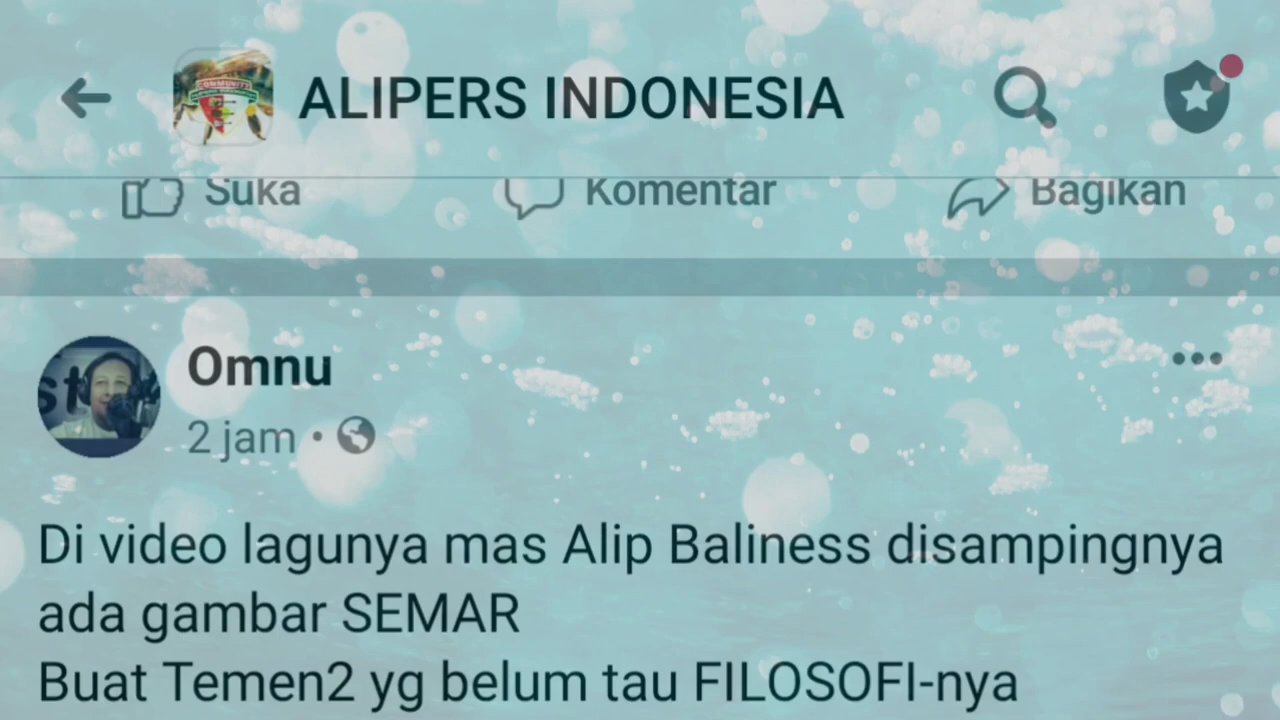 COMMUNITY
ALIPERS INDONESIA
Suka
Komentar
Bagikan
Omnu
2 jam
Di video lagunya mas Alip Baliness disampingnya
ada gambar SEMAR
Buat Temen2 yg belum tau FILOSOFI-nya